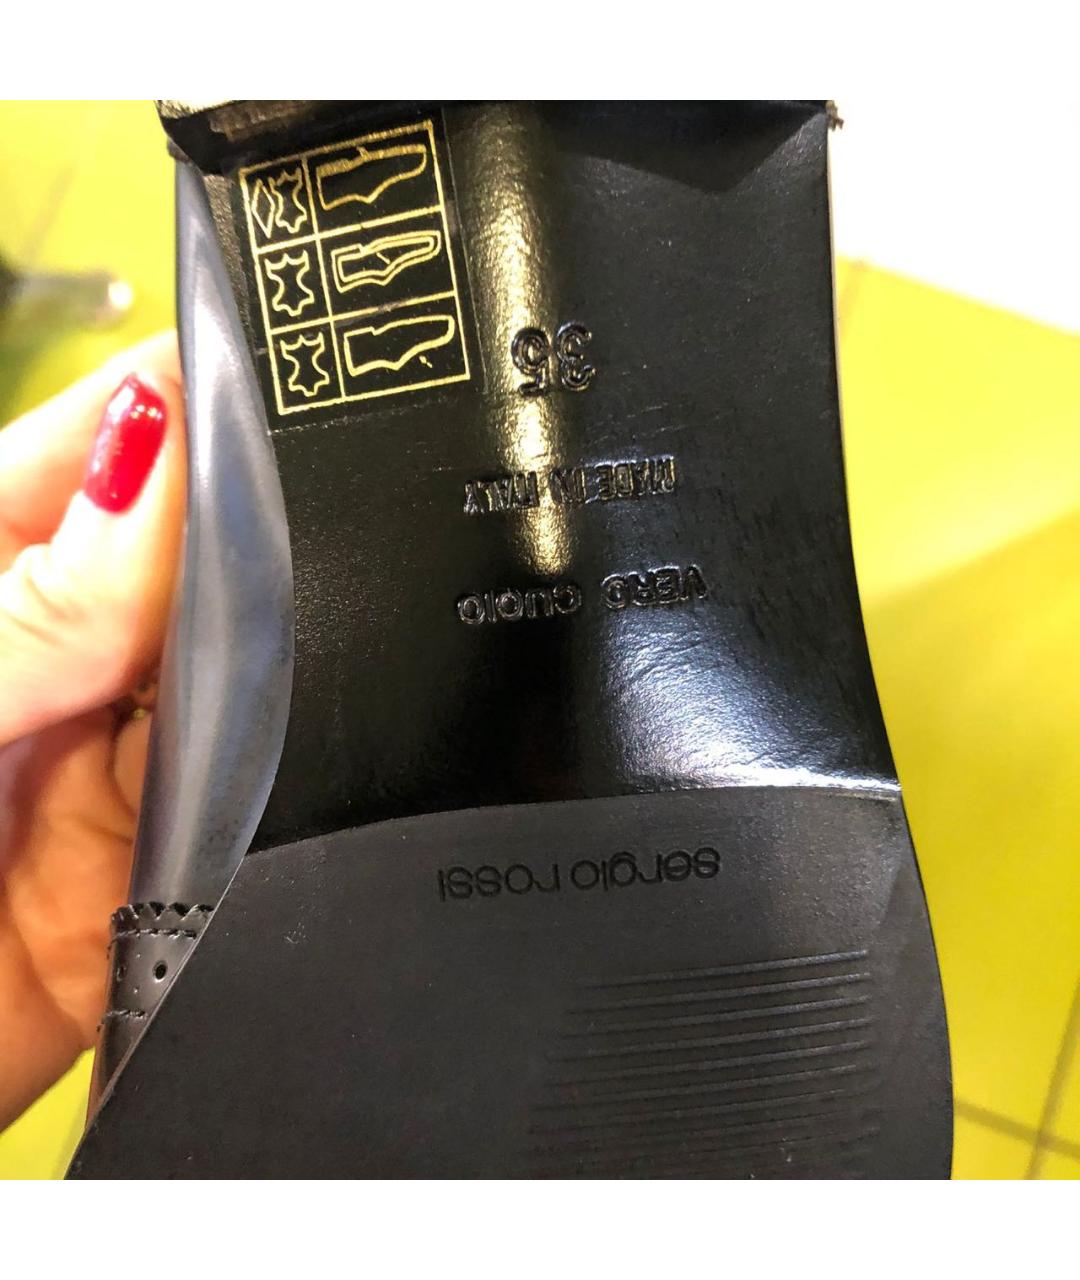 sergio rossi
VERO CUOIO
MADE IN ITALY
35